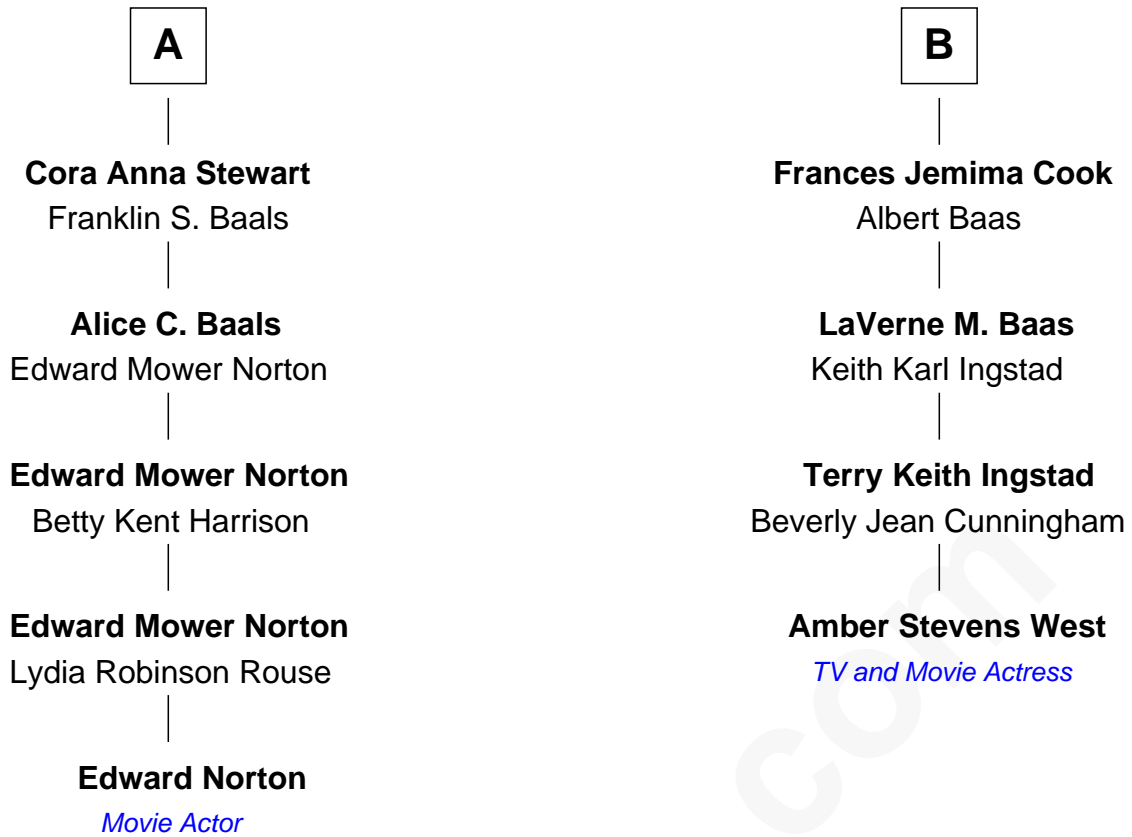 A
Cora Anna Stewart
Franklin S. Baals
Alice C. Baals
Edward Mower Norton
Edward Mower Norton
Betty Kent Harrison
Edward Mower Norton
Lydia Robinson Rouse
Edward Norton
Movie Actor
B
Frances Jemima Cook
Albert Baas
LaVerne M. Baas
Keith Karl Ingstad
Terry Keith Ingstad
Beverly Jean Cunningham
Amber Stevens West
TV and Movie Actress
com